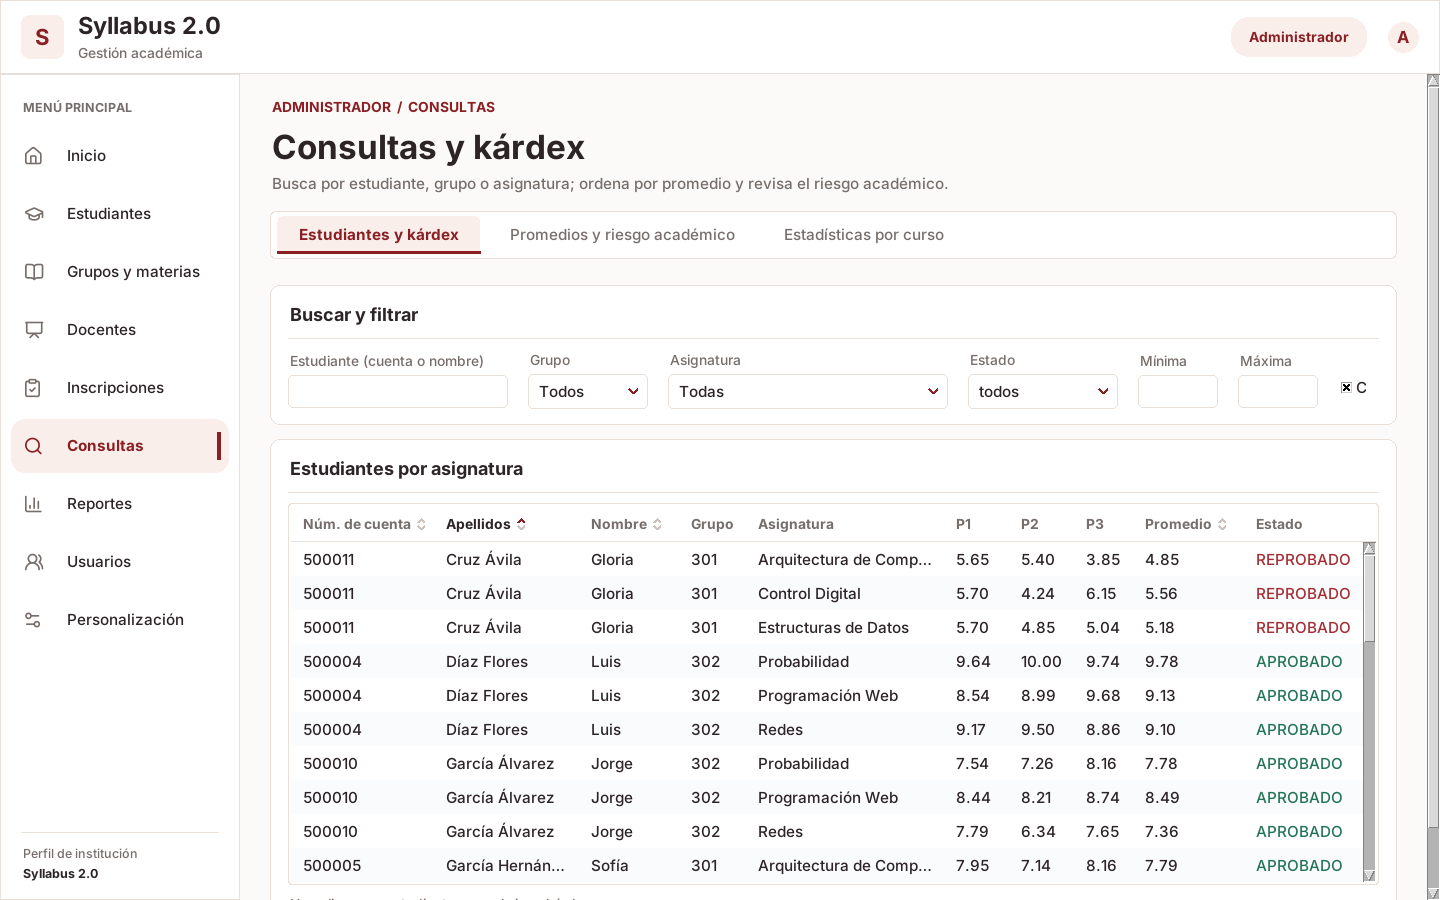 S
Syllabus 2.0
Gestión académica
Administrador
A
MENÚ PRINCIPAL
Inicio
Estudiantes
Grupos y materias
Docentes
Inscripciones
Consultas
Reportes
Usuarios
Personalización
Perfil de institución
Syllabus 2.0
ADMINISTRADOR / CONSULTAS
Consultas y kárdex
Busca por estudiante, grupo o asignatura; ordena por promedio y revisa el riesgo académico.
Estudiantes y kárdex Promedios y riesgo académico Estadísticas por curso
Buscar y filtrar
Estudiante (cuenta o nombre) Grupo Asignatura Estado Mínima Máxima
Todos Todas todos C
Estudiantes por asignatura
Núm. de cuenta Apellidos Nombre Grupo Asignatura P1 P2 P3 Promedio Estado
500011 Cruz Ávila Gloria 301 Arquitectura de Comp... 5.65 5.40 3.85 4.85 REPROBADO
500011 Cruz Ávila Gloria 301 Control Digital 5.70 4.24 6.15 5.56 REPROBADO
500011 Cruz Ávila Gloria 301 Estructuras de Datos 5.70 4.85 5.04 5.18 REPROBADO
500004 Díaz Flores Luis 302 Probabilidad 9.64 10.00 9.74 9.78 APROBADO
500004 Díaz Flores Luis 302 Programación Web 8.54 8.99 9.68 9.13 APROBADO
500004 Díaz Flores Luis 302 Redes 9.17 9.50 8.86 9.10 APROBADO
500010 García Álvarez Jorge 302 Probabilidad 7.54 7.26 8.16 7.78 APROBADO
500010 García Álvarez Jorge 302 Programación Web 8.44 8.21 8.74 8.49 APROBADO
500010 García Álvarez Jorge 302 Redes 7.79 6.34 7.65 7.36 APROBADO
500005 García Hernán... Sofía 301 Arquitectura de Comp... 7.95 7.14 8.16 7.79 APROBADO